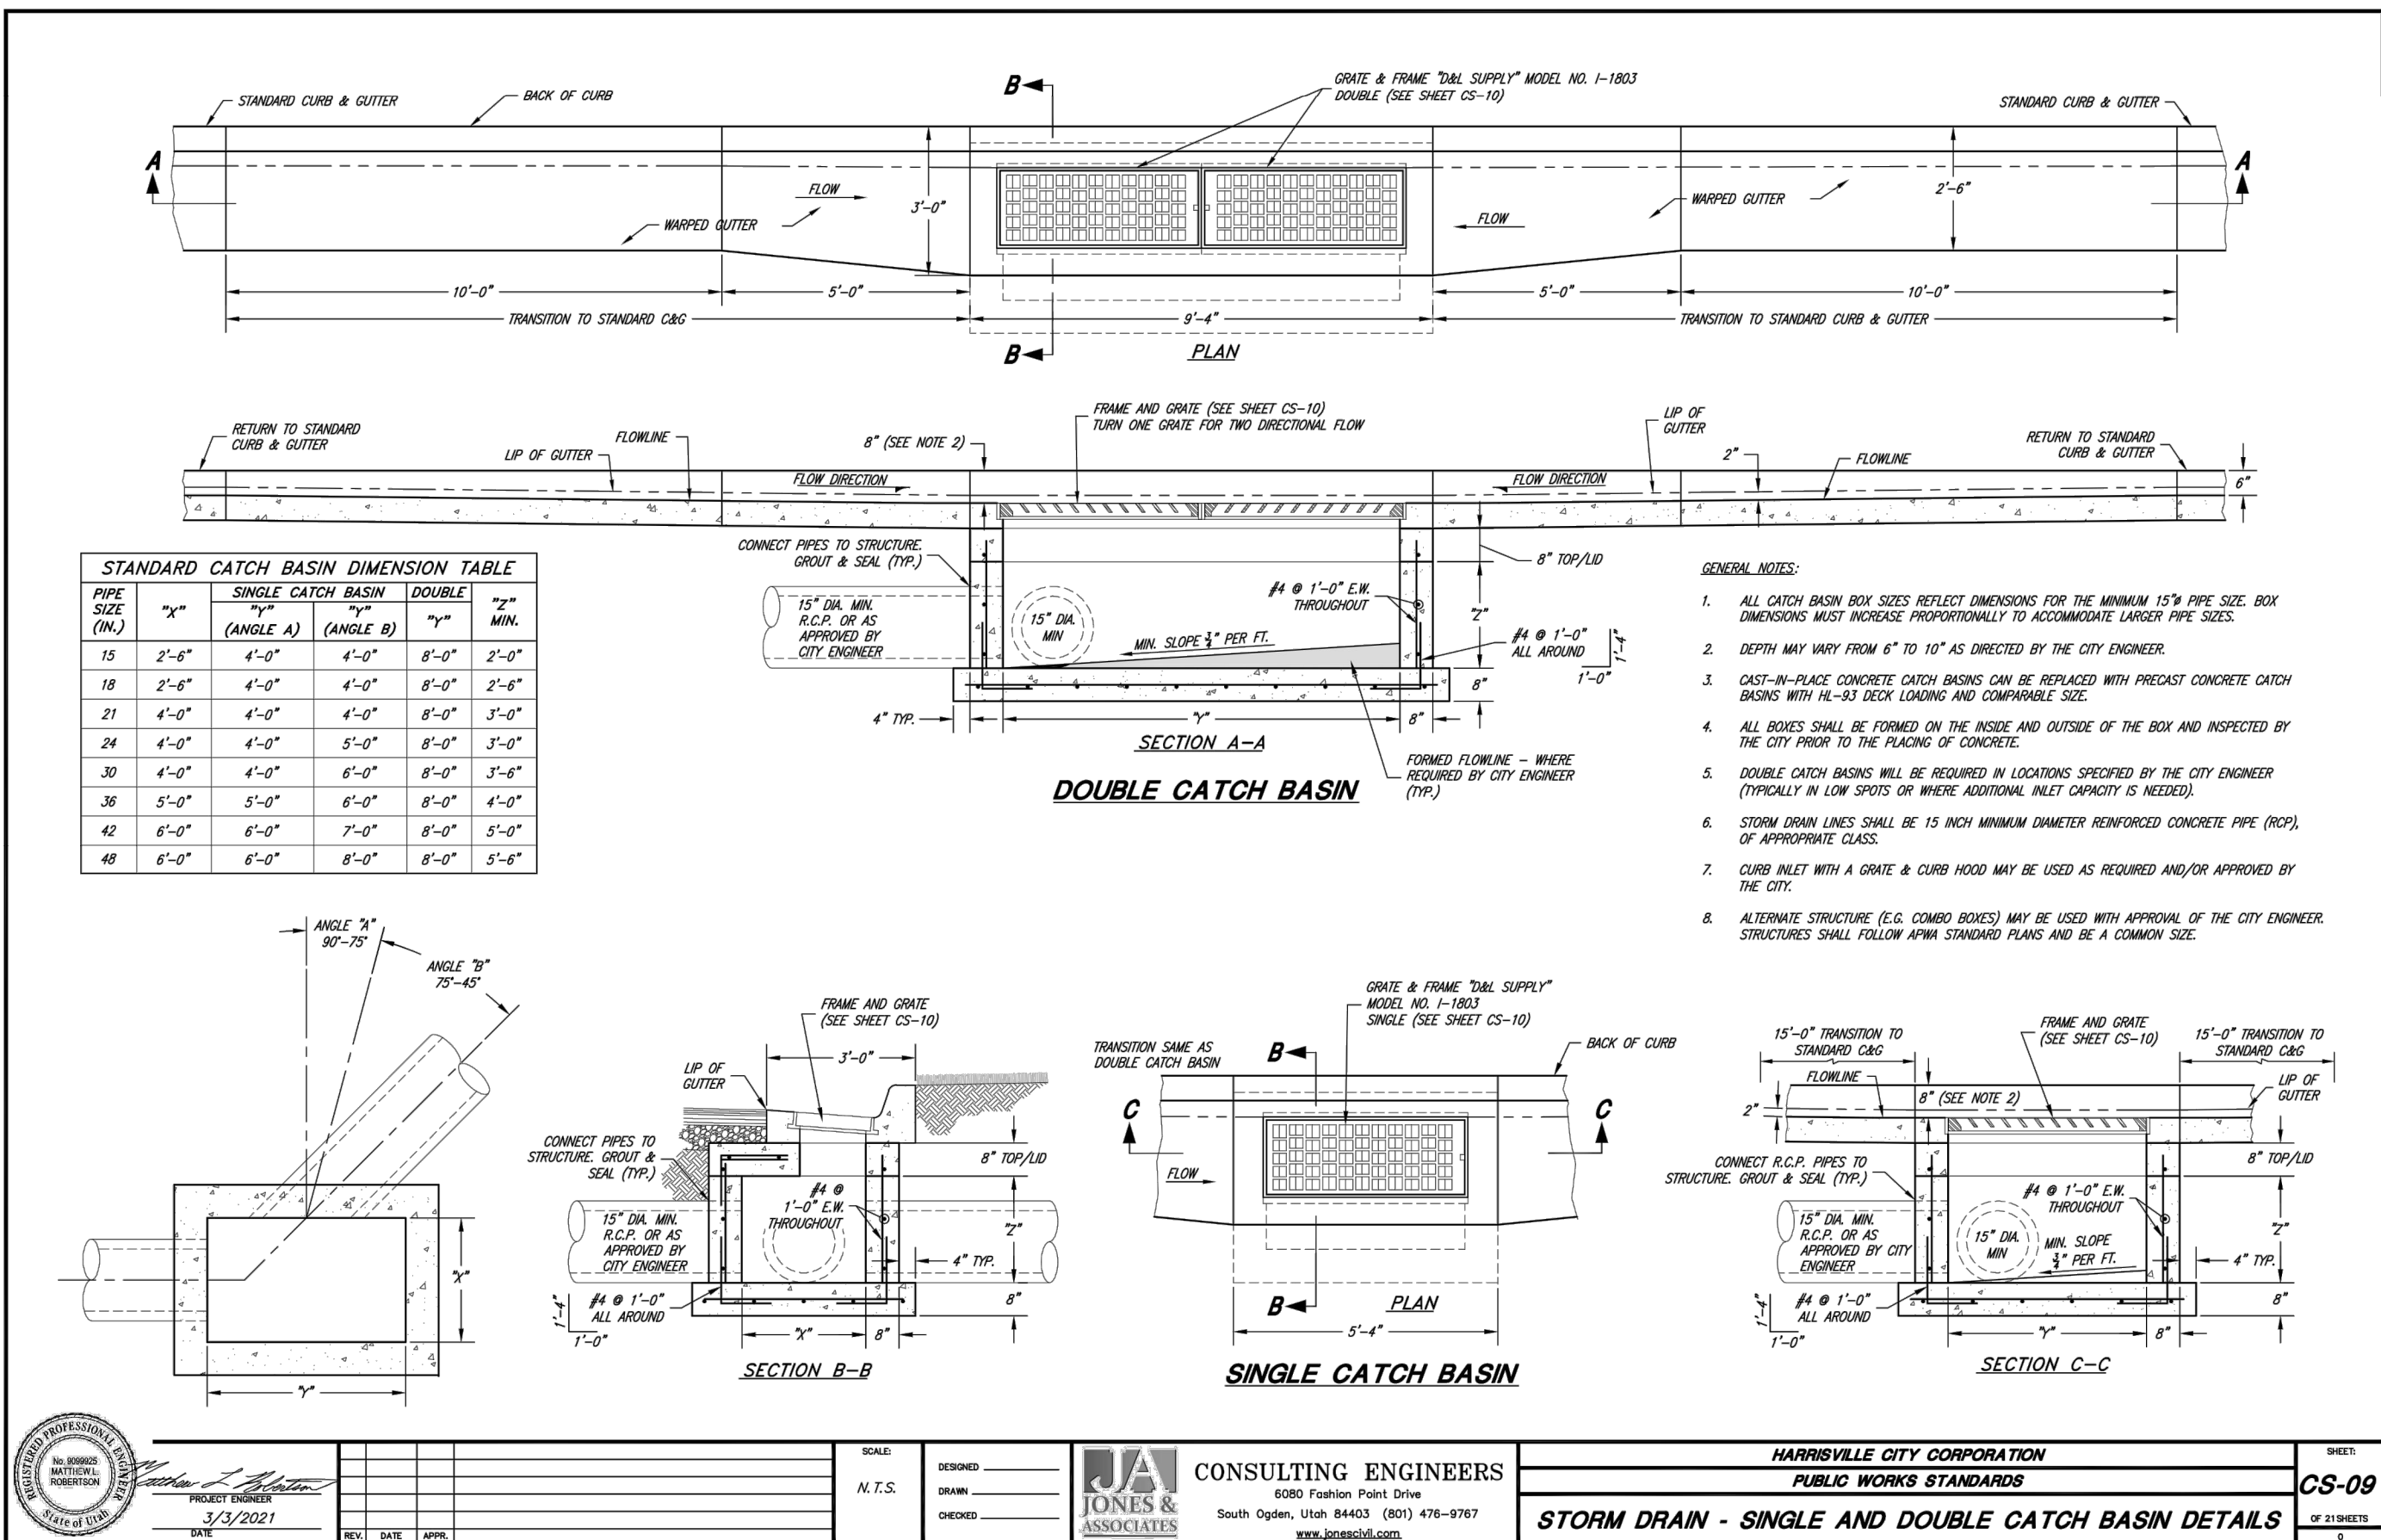 B
GRATE & FRAME "D&L SUPPLY" MODEL NO. I-1803
DOUBLE (SEE SHEET CS-10)
STANDARD CURB & GUTTER
BACK OF CURB
STANDARD CURB & GUTTER
A
A
FLOW
3'-0"
WARPED GUTTER
FLOW
WARPED GUTTER
2'-6"
10'-0"
5'-0"
5'-0"
10'-0"
TRANSITION TO STANDARD C&G
9'-4"
TRANSITION TO STANDARD CURB & GUTTER
B
PLAN
FRAME AND GRATE (SEE SHEET CS-10)
TURN ONE GRATE FOR TWO DIRECTIONAL FLOW
RETURN TO STANDARD
CURB & GUTTER
LIP OF GUTTER
FLOWLINE
8" (SEE NOTE 2)
FLOW DIRECTION
LIP OF
GUTTER
2"
FLOWLINE
RETURN TO STANDARD
CURB & GUTTER
FLOW DIRECTION
6"
CONNECT PIPES TO STRUCTURE.
GROUT & SEAL (TYP.)
8" TOP/LID
15" DIA. MIN.
R.C.P. OR AS
APPROVED BY
CITY ENGINEER
15" DIA.
MIN
#4 @ 1'-0" E.W.
THROUGHOUT
"Z"
MIN. SLOPE 3/4" PER FT.
#4 @ 1'-0"
ALL AROUND
1'-4"
1'-0"
8"
4" TYP.
"Y"
8"
SECTION A-A
FORMED FLOWLINE - WHERE
REQUIRED BY CITY ENGINEER
(TYP.)
DOUBLE CATCH BASIN
STANDARD CATCH BASIN DIMENSION TABLE
PIPE SIZE (IN.) "X" SINGLE CATCH BASIN DOUBLE "Z" MIN.
"Y" (ANGLE A) "Y" (ANGLE B) "Y"
15 2'-6" 4'-0" 4'-0" 8'-0" 2'-0"
18 2'-6" 4'-0" 4'-0" 8'-0" 2'-6"
21 4'-0" 4'-0" 4'-0" 8'-0" 3'-0"
24 4'-0" 4'-0" 5'-0" 8'-0" 3'-0"
30 4'-0" 4'-0" 6'-0" 8'-0" 3'-6"
36 5'-0" 5'-0" 6'-0" 8'-0" 4'-0"
42 6'-0" 6'-0" 7'-0" 8'-0" 5'-0"
48 6'-0" 6'-0" 8'-0" 8'-0" 5'-6"
GENERAL NOTES:
1. ALL CATCH BASIN BOX SIZES REFLECT DIMENSIONS FOR THE MINIMUM 15"ø PIPE SIZE. BOX
DIMENSIONS MUST INCREASE PROPORTIONALLY TO ACCOMMODATE LARGER PIPE SIZES.
2. DEPTH MAY VARY FROM 6" TO 10" AS DIRECTED BY THE CITY ENGINEER.
3. CAST-IN-PLACE CONCRETE CATCH BASINS CAN BE REPLACED WITH PRECAST CONCRETE CATCH
BASINS WITH HL-93 DECK LOADING AND COMPARABLE SIZE.
4. ALL BOXES SHALL BE FORMED ON THE INSIDE AND OUTSIDE OF THE BOX AND INSPECTED BY
THE CITY PRIOR TO THE PLACING OF CONCRETE.
5. DOUBLE CATCH BASINS WILL BE REQUIRED IN LOCATIONS SPECIFIED BY THE CITY ENGINEER
(TYPICALLY IN LOW SPOTS OR WHERE ADDITIONAL INLET CAPACITY IS NEEDED).
6. STORM DRAIN LINES SHALL BE 15 INCH MINIMUM DIAMETER REINFORCED CONCRETE PIPE (RCP),
OF APPROPRIATE CLASS.
7. CURB INLET WITH A GRATE & CURB HOOD MAY BE USED AS REQUIRED AND/OR APPROVED BY
THE CITY.
8. ALTERNATE STRUCTURE (E.G. COMBO BOXES) MAY BE USED WITH APPROVAL OF THE CITY ENGINEER.
STRUCTURES SHALL FOLLOW APWA STANDARD PLANS AND BE A COMMON SIZE.
ANGLE "A"
90°-75°
ANGLE "B"
75°-45°
"X"
"Y"
FRAME AND GRATE
(SEE SHEET CS-10)
3'-0"
LIP OF
GUTTER
CONNECT PIPES TO
STRUCTURE. GROUT &
SEAL (TYP.)
8" TOP/LID
#4 @
1'-0" E.W.
THROUGHOUT
15" DIA. MIN.
R.C.P. OR AS
APPROVED BY
CITY ENGINEER
"Z"
4" TYP.
#4 @ 1'-0"
ALL AROUND
1'-4"
1'-0"
8"
"X"
8"
SECTION B-B
GRATE & FRAME "D&L SUPPLY"
MODEL NO. I-1803
SINGLE (SEE SHEET CS-10)
TRANSITION SAME AS
DOUBLE CATCH BASIN
B
BACK OF CURB
C
C
FLOW
B
PLAN
5'-4"
SINGLE CATCH BASIN
15'-0" TRANSITION TO
STANDARD C&G
FRAME AND GRATE
(SEE SHEET CS-10)
15'-0" TRANSITION TO
STANDARD C&G
FLOWLINE
8" (SEE NOTE 2)
LIP OF
GUTTER
2"
CONNECT R.C.P. PIPES TO
STRUCTURE. GROUT & SEAL (TYP.)
8" TOP/LID
#4 @ 1'-0" E.W.
THROUGHOUT
15" DIA. MIN.
R.C.P. OR AS
APPROVED BY CITY
ENGINEER
15" DIA.
MIN
MIN. SLOPE
3/4" PER FT.
"Z"
4" TYP.
#4 @ 1'-0"
ALL AROUND
1'-4"
1'-0"
8"
"Y"
8"
SECTION C-C
REGISTERED PROFESSIONAL ENGINEER
No. 9099925
MATTHEW L.
ROBERTSON
State of Utah
Matthew L Robertson
PROJECT ENGINEER
3/3/2021
DATE
REV. DATE APPR.
SCALE:
N.T.S.
DESIGNED
DRAWN
CHECKED
JA
JONES &
ASSOCIATES
CONSULTING ENGINEERS
6080 Fashion Point Drive
South Ogden, Utah 84403 (801) 476-9767
www.jonescivil.com
HARRISVILLE CITY CORPORATION
PUBLIC WORKS STANDARDS
STORM DRAIN - SINGLE AND DOUBLE CATCH BASIN DETAILS
SHEET:
CS-09
OF 21 SHEETS
0